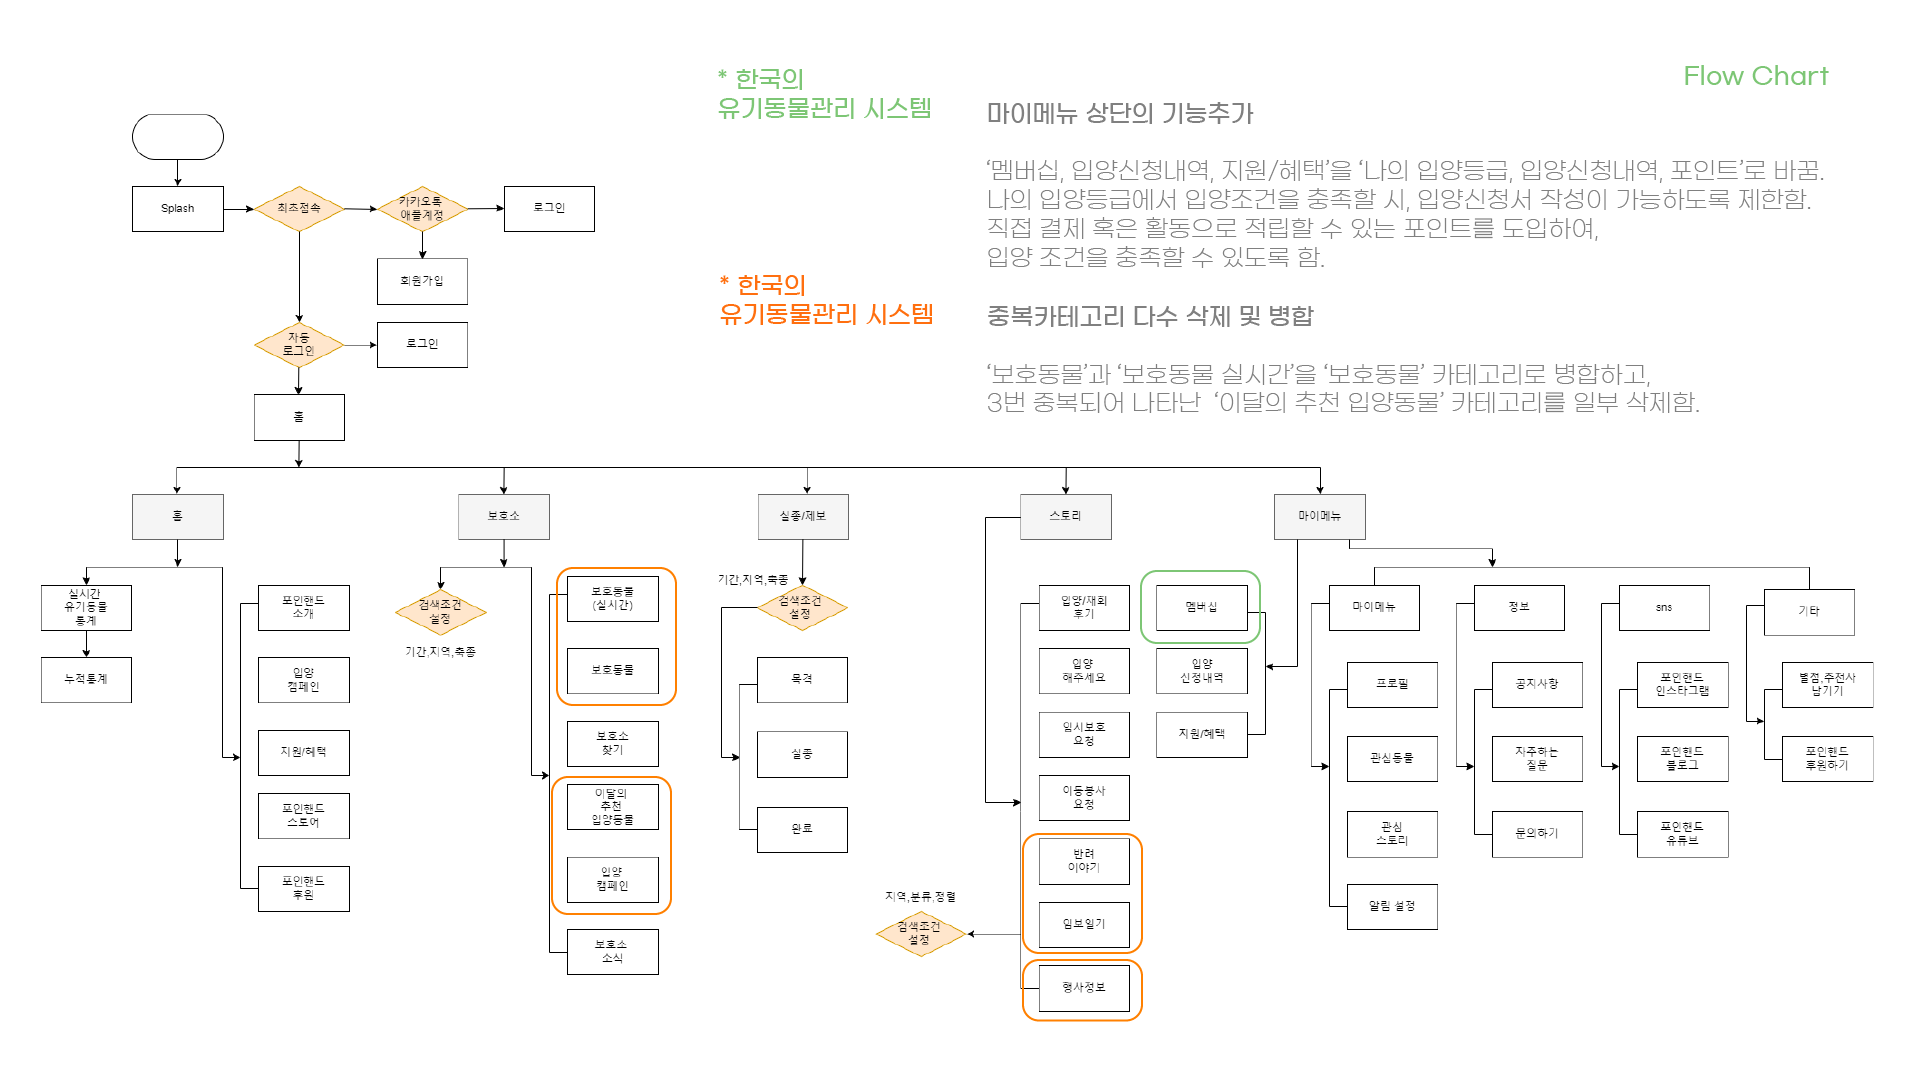 Flow Chart
* 한국의
유기동물관리 시스템
마이메뉴 상단의 기능추가
‘멤버십, 입양신청내역, 지원/혜택’을 ‘나의 입양등급, 입양신청내역, 포인트’로 바꿈.
나의 입양등급에서 입양조건을 충족할 시, 입양신청서 작성이 가능하도록 제한함.
직접 결제 혹은 활동으로 적립할 수 있는 포인트를 도입하여,
입양 조건을 충족할 수 있도록 함.
* 한국의
유기동물관리 시스템
중복카테고리 다수 삭제 및 병합
‘보호동물’과 ‘보호동물 실시간’을 ‘보호동물’ 카테고리로 병합하고,
3번 중복되어 나타난 ‘이달의 추천 입양동물’ 카테고리를 일부 삭제함.
Splash
최초접속
카카오톡
애플계정
로그인
회원가입
자동
로그인
로그인
홈
홈
실시간
유기동물
통계
누적통계
포인핸드
소개
입양
캠페인
지원/혜택
포인핸드
스토어
포인핸드
후원
보호소
검색조건
설정
기간,지역,축종
보호동물
(실시간)
보호동물
보호소
찾기
이달의
추천
입양동물
입양
캠페인
보호소
소식
실종/제보
기간,지역,축종
검색조건
설정
목격
실종
완료
스토리
입양/재회
후기
입양
해주세요
임시보호
요청
이동봉사
요청
반려
이야기
임보일기
행사정보
지역,분류,정렬
검색조건
설정
마이메뉴
멤버십
입양
신청내역
지원/혜택
마이메뉴
프로필
관심동물
관심
스토리
알림 설정
정보
공지사항
자주하는
질문
문의하기
sns
포인핸드
인스타그램
포인핸드
블로그
포인핸드
유튜브
기타
별점,추천사
남기기
포인핸드
후원하기